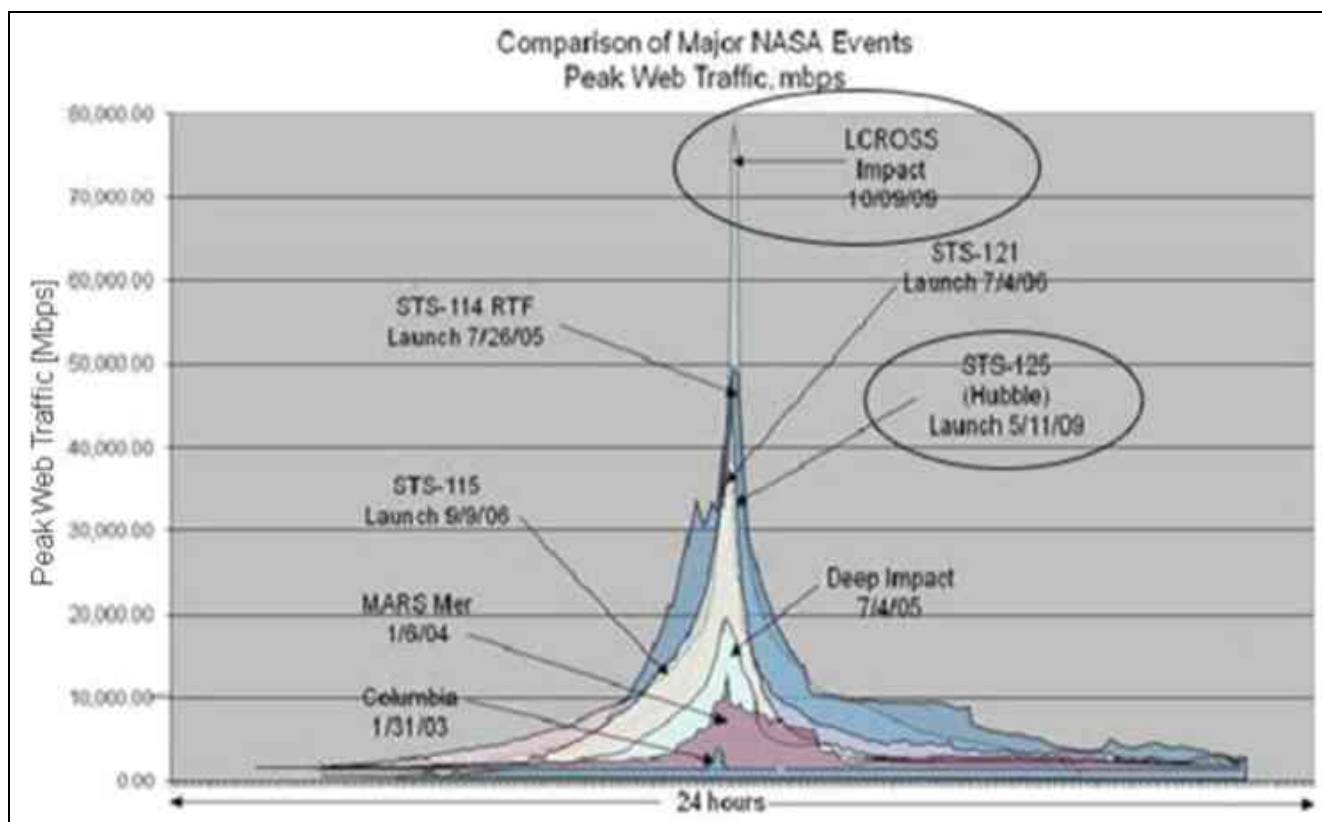 Comparison of Major NASA Events
Peak Web Traffic, mbps
Peak Web Traffic [Mbps]
80,000.00
70,000.00
60,000.00
50,000.00
40,000.00
30,000.00
20,000.00
10,000.00
0.00
LCROSS
Impact
10/09/09
STS-121
Launch 7/4/06
STS-114 RTF
Launch 7/26/05
STS-125
(Hubble)
Launch 5/11/09
STS-115
Launch 9/9/06
Deep Impact
7/4/05
MARS Mer
1/6/04
Columbia
1/31/03
24 hours